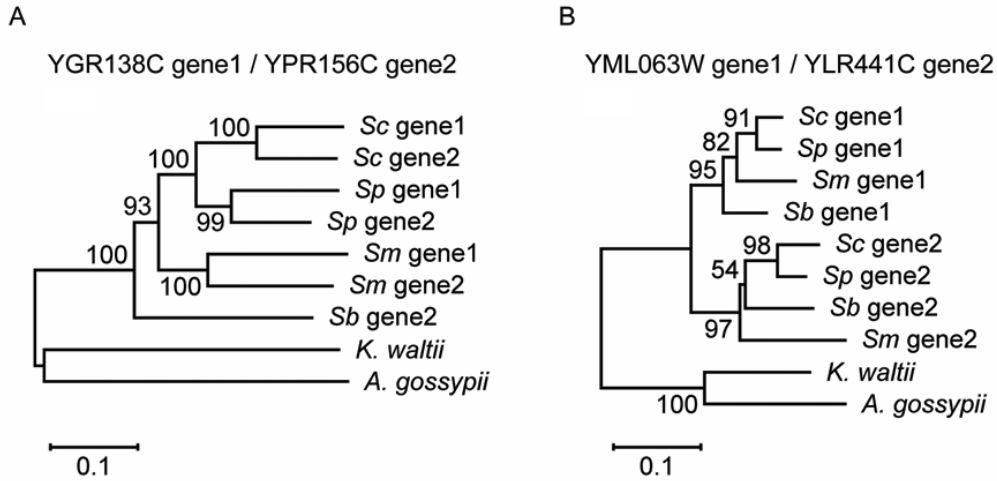 A
YGR138C gene1 / YPR156C gene2
100
Sc gene1
100
Sc gene2
93
Sp gene1
99
Sp gene2
100
Sm gene1
100
Sm gene2
Sb gene2
K. waltii
A. gossypii
0.1
B
YML063W gene1 / YLR441C gene2
91
Sc gene1
82
Sp gene1
95
Sm gene1
Sb gene1
98
Sc gene2
54
Sp gene2
Sb gene2
97
Sm gene2
K. waltii
100
A. gossypii
0.1